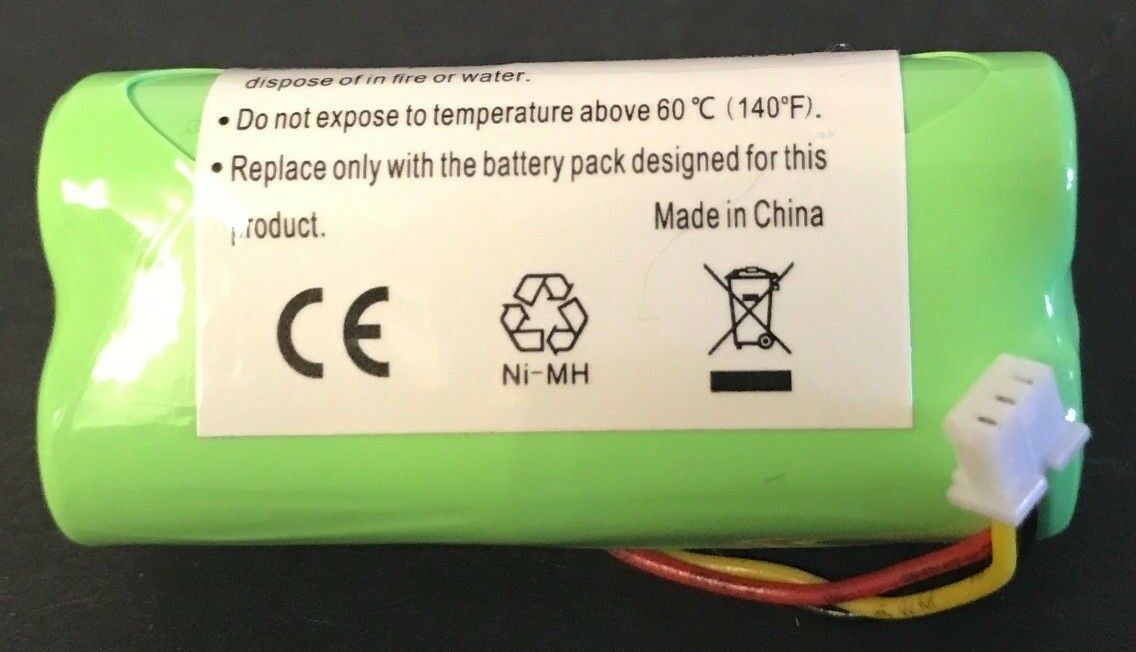 dispose of in fire or water.
• Do not expose to temperature above 60 ℃ (140°F).
• Replace only with the battery pack designed for this
product.
Made in China
CE
Ni-MH